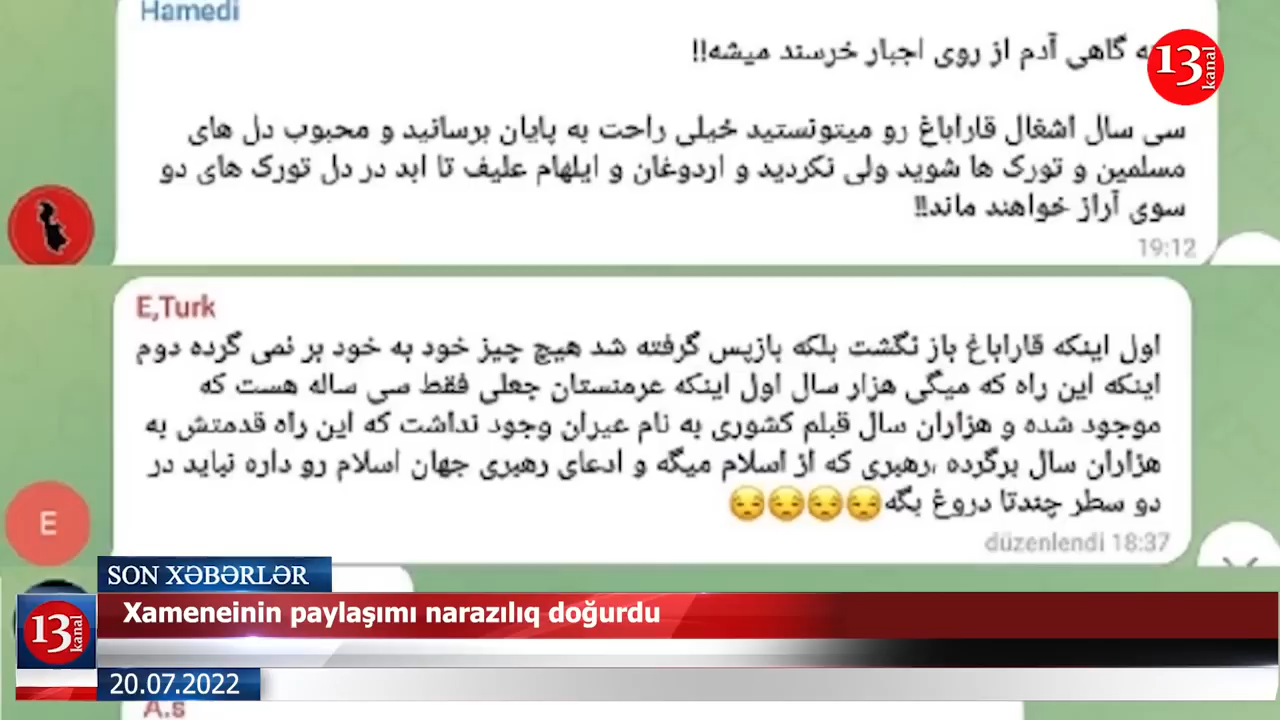 Hamedi
گاهی آدم از روی اجبار خرسند میشه!!
13 kanal
سی سال اشغال قاراباغ رو میتونستید خیلی راحت به پایان برسانید و محبوب دل های
مسلمین و تورک ها شوید ولی نکردید و اردوغان و ایلهام علیف تا ابد در دل تورک های دو
سوی آراز خواهند ماند!!
19:12
E,Turk
اول اینکه قاراباغ باز نگشت بلکه بازپس گرفته شد هیچ چیز خود به خود بر نمی گرده دوم
اینکه این راه که میگی هزار سال اول اینکه عرمنستان جعلی فقط سی ساله هست که
موجود شده و هزاران سال قبلم کشوری به نام عیران وجود نداشت که این راه قدمتش به
هزاران سال برگرده ،رهبری که از اسلام میگه و ادعای رهبری جهان اسلام رو داره نباید در
دو سطر چندتا دروغ بگه😒😒😒😒
E
düzenlendi 18:37
SON XƏBƏRLƏR
Xameneinin paylaşımı narazılıq doğurdu
13 kanal
20.07.2022
A.s